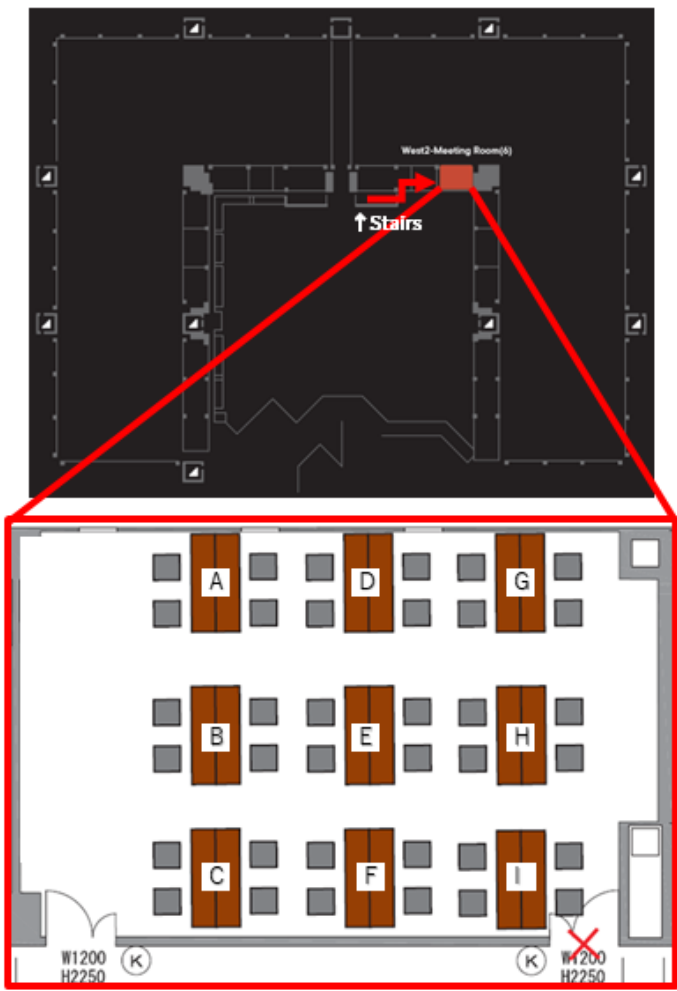 West2-Meeting Room(6)
↑ Stairs
A D G
B E H
C F I
W1200
H2250
K
K
W1200
H2250